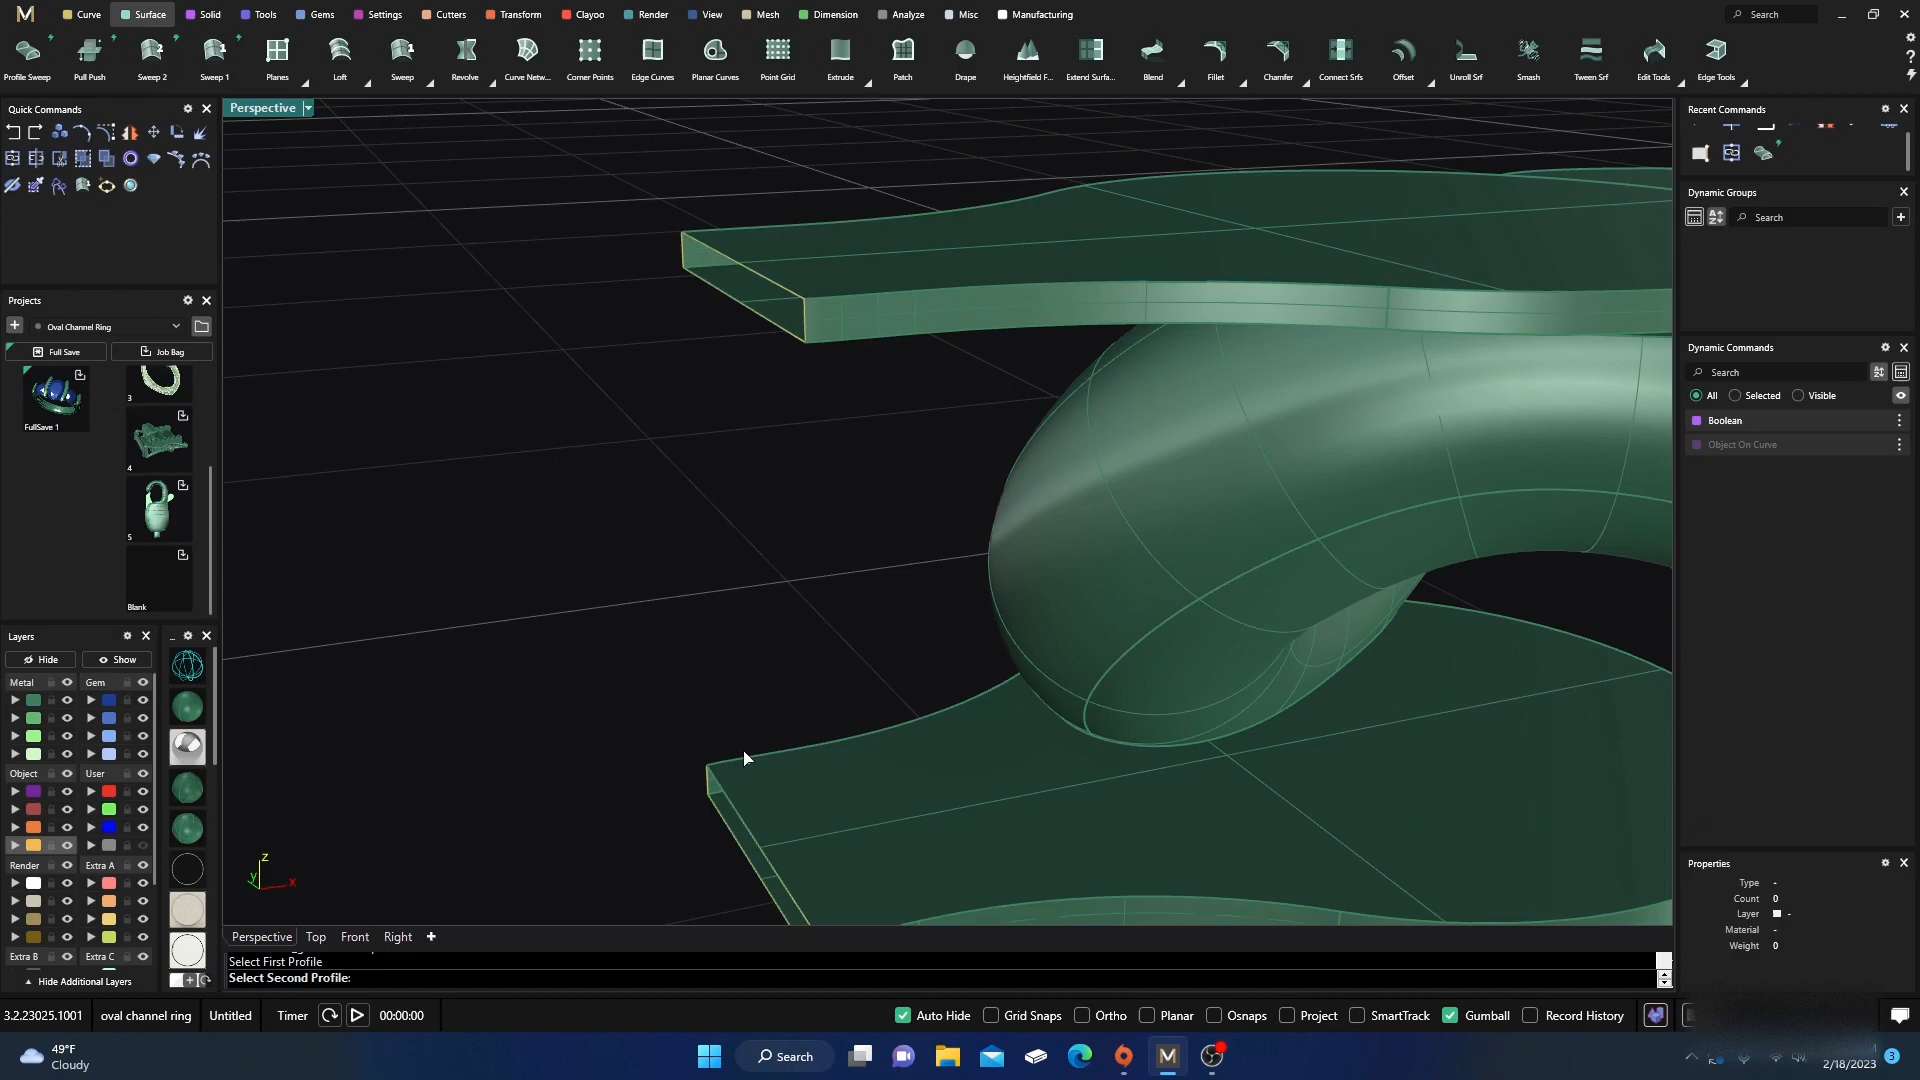 M Curve Surface Solid Tools Gems Settings Cutters Transform Clayoo Render View Mesh Dimension Analyze Misc Manufacturing Search
Profile Sweep Pull Push Sweep 2 Sweep 1 Planes Loft Sweep Revolve Curve Netw... Corner Points Edge Curves Planar Curves Point Grid Extrude Patch Drape Heightfield F... Extend Surfa... Blend Fillet Chamfer Connect Srfs Offset Unroll Srf Smash Tween Srf Edit Tools Edge Tools
Quick Commands
Perspective
Recent Commands
Dynamic Groups
Search
Projects
Oval Channel Ring
Full Save Job Bag
FullSave 1
3
4
5
Blank
Dynamic Commands
Search
All Selected Visible
Boolean
Object On Curve
Layers
Hide Show
Metal Gem
Object User
Render Extra A
Extra B Extra C
Hide Additional Layers
z
y
x
Properties
Type -
Count 0
Layer -
Material -
Weight 0
Perspective Top Front Right
Select First Profile
Select Second Profile:
3.2.23025.1001 oval channel ring Untitled Timer 00:00:00 Auto Hide Grid Snaps Ortho Planar Osnaps Project SmartTrack Gumball Record History
49°F
Cloudy
Search
M
2/18/2023
3